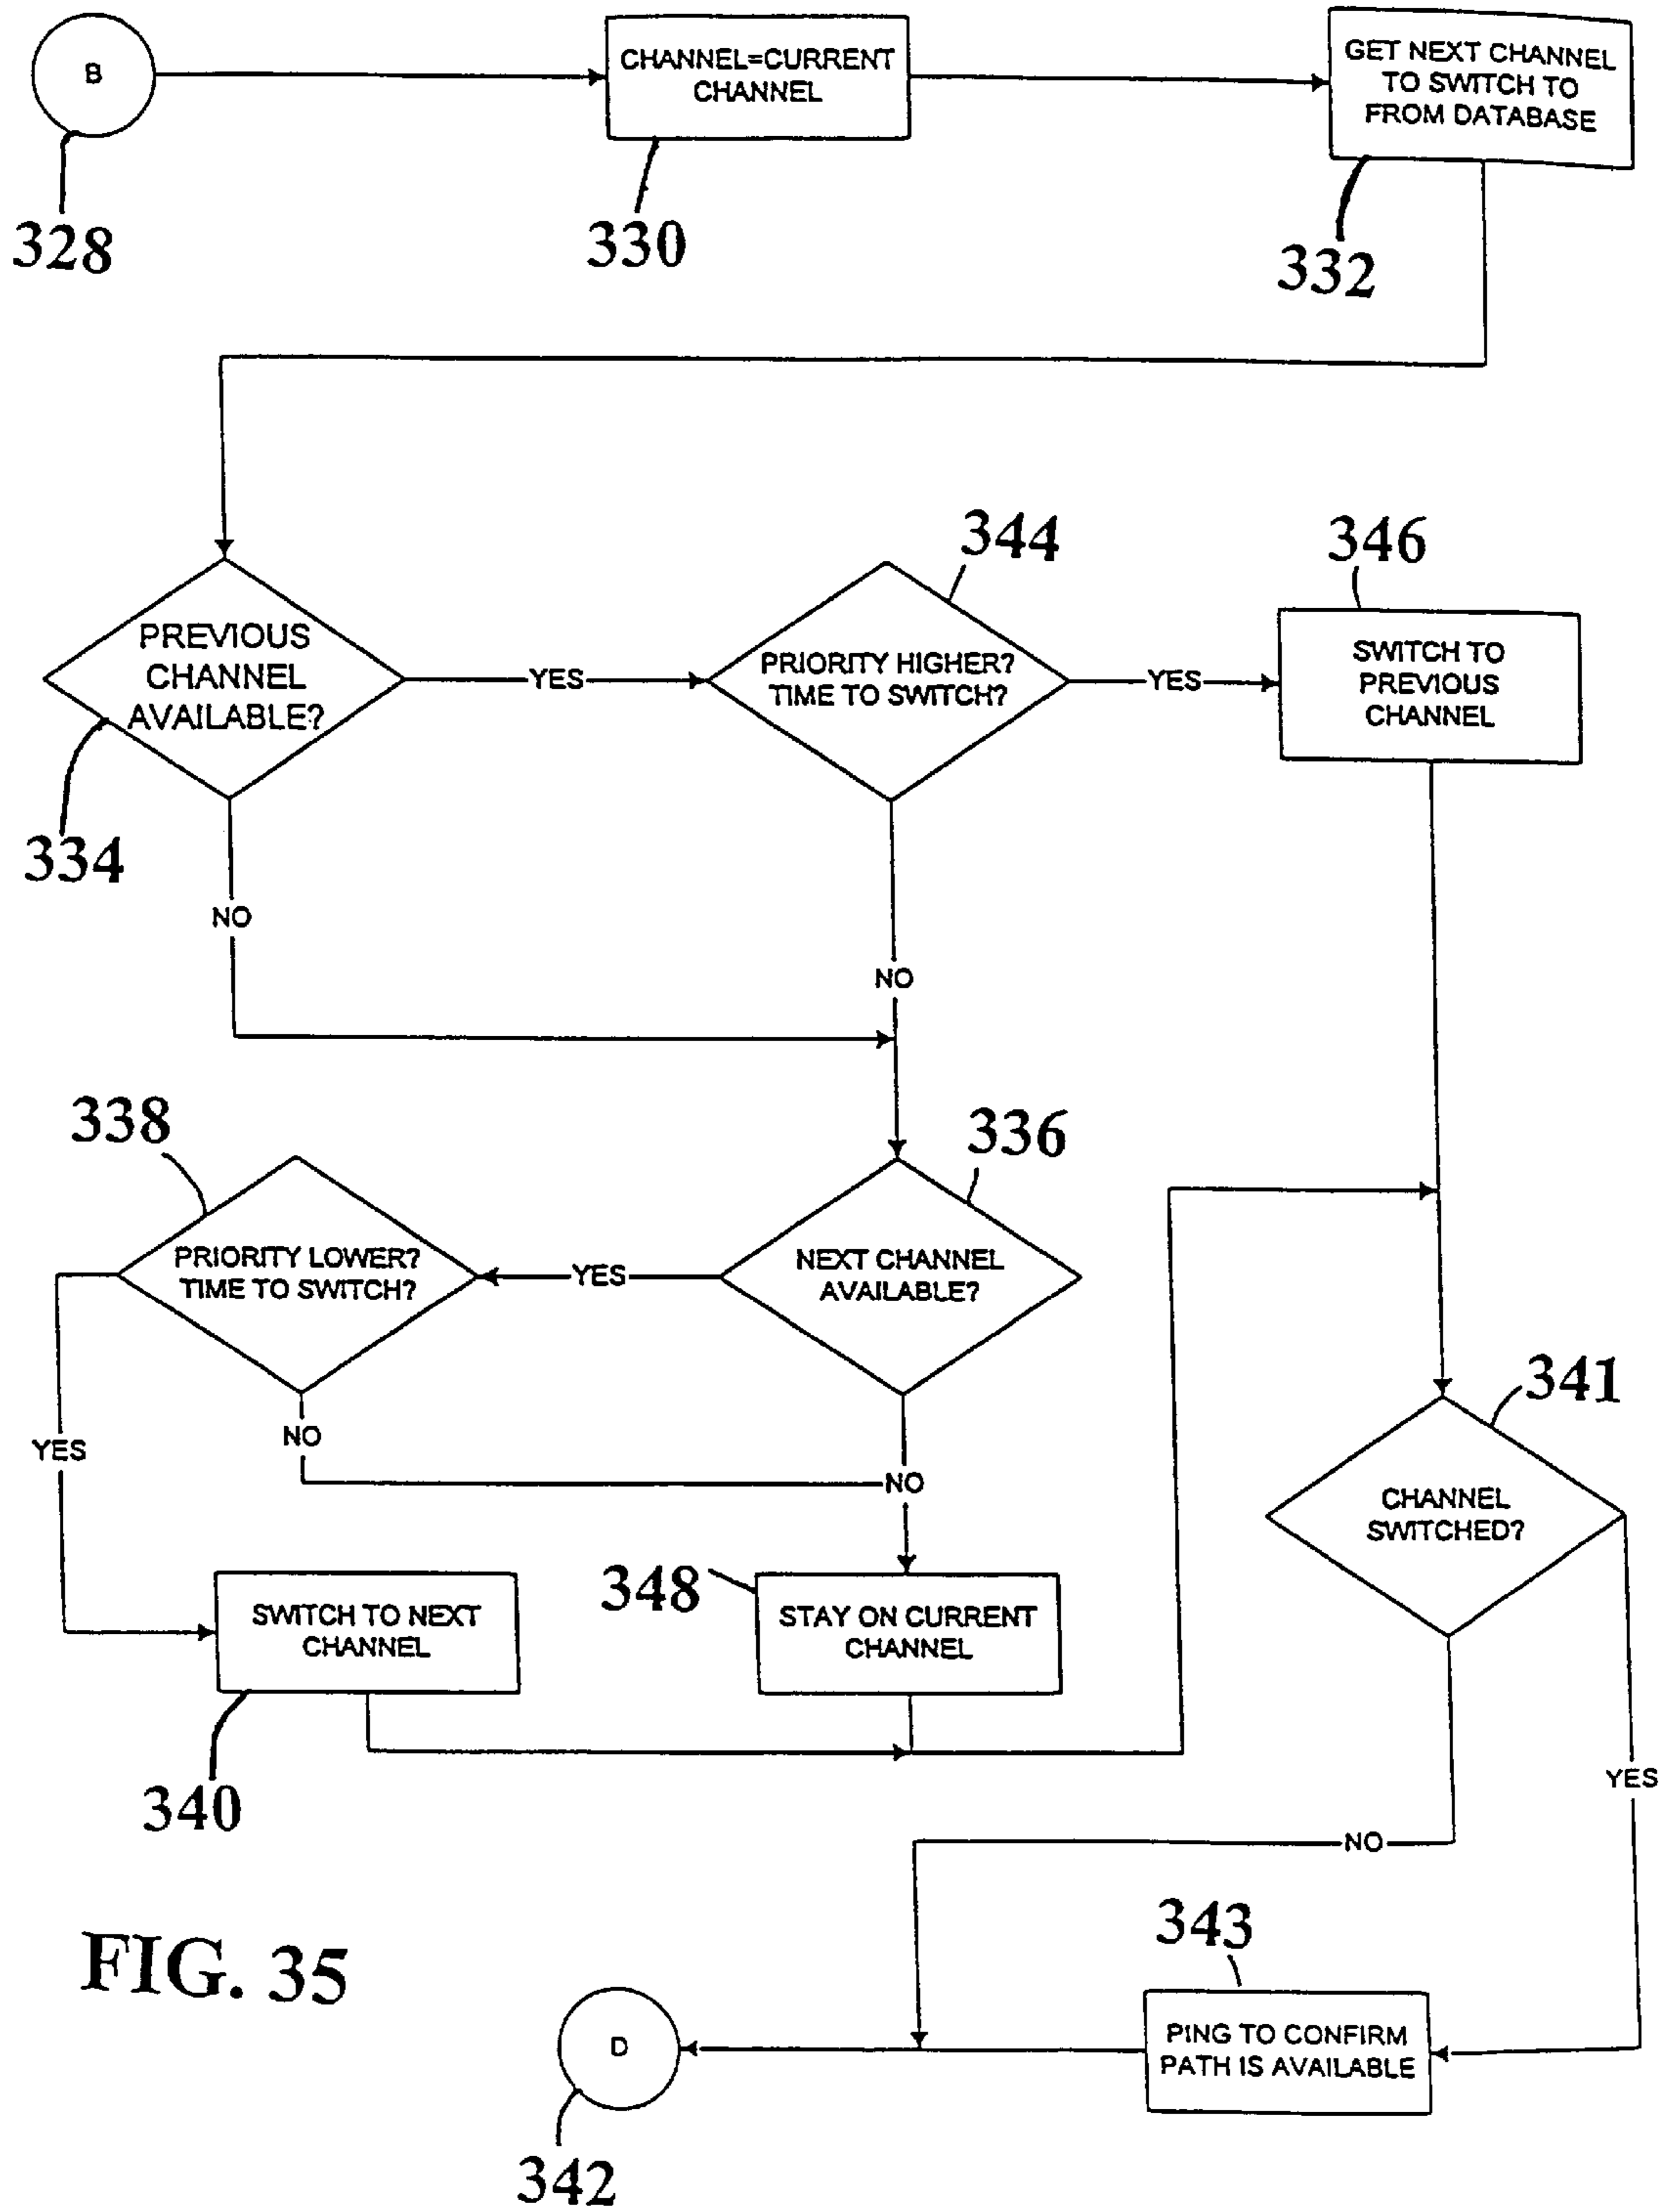 B
CHANNEL=CURRENT
CHANNEL
GET NEXT CHANNEL
TO SWITCH TO
FROM DATABASE
328
330
332
344
346
PREVIOUS
CHANNEL
AVAILABLE?
YES
PRIORITY HIGHER?
TIME TO SWITCH?
YES
SWITCH TO
PREVIOUS
CHANNEL
334
NO
NO
338
336
PRIORITY LOWER?
TIME TO SWITCH?
YES
NEXT CHANNEL
AVAILABLE?
341
YES
NO
NO
CHANNEL
SWITCHED?
348
SWITCH TO NEXT
CHANNEL
STAY ON CURRENT
CHANNEL
340
YES
NO
343
FIG. 35
D
PING TO CONFIRM
PATH IS AVAILABLE
342